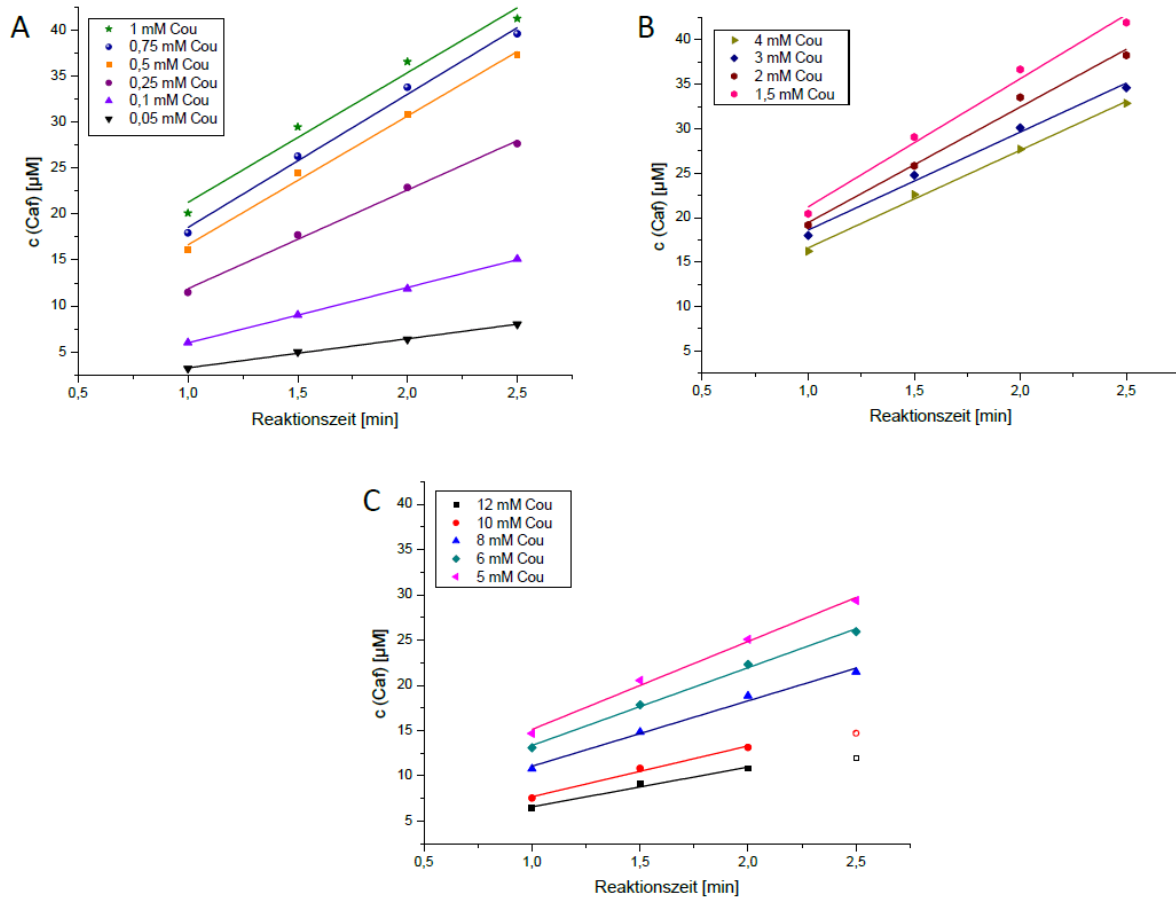 A
1 mM Cou
0,75 mM Cou
0,5 mM Cou
0,25 mM Cou
0,1 mM Cou
0,05 mM Cou
c (Caf) [µM]
40
35
30
25
20
15
10
5
0,5 1,0 1,5 2,0 2,5
Reaktionszeit [min]
B
4 mM Cou
3 mM Cou
2 mM Cou
1,5 mM Cou
c (Caf) [µM]
40
35
30
25
20
15
10
5
0,5 1,0 1,5 2,0 2,5
Reaktionszeit [min]
C
12 mM Cou
10 mM Cou
8 mM Cou
6 mM Cou
5 mM Cou
c (Caf) [µM]
40
35
30
25
20
15
10
5
0,5 1,0 1,5 2,0 2,5
Reaktionszeit [min]